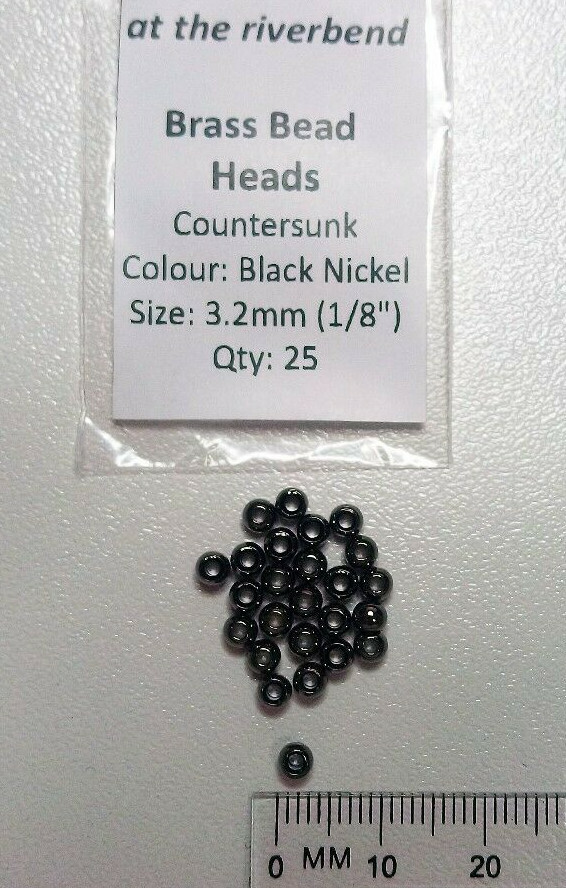 at the riverbend
Brass Bead
Heads
Countersunk
Colour: Black Nickel
Size: 3.2mm (1/8")
Qty: 25
0 MM 10 20